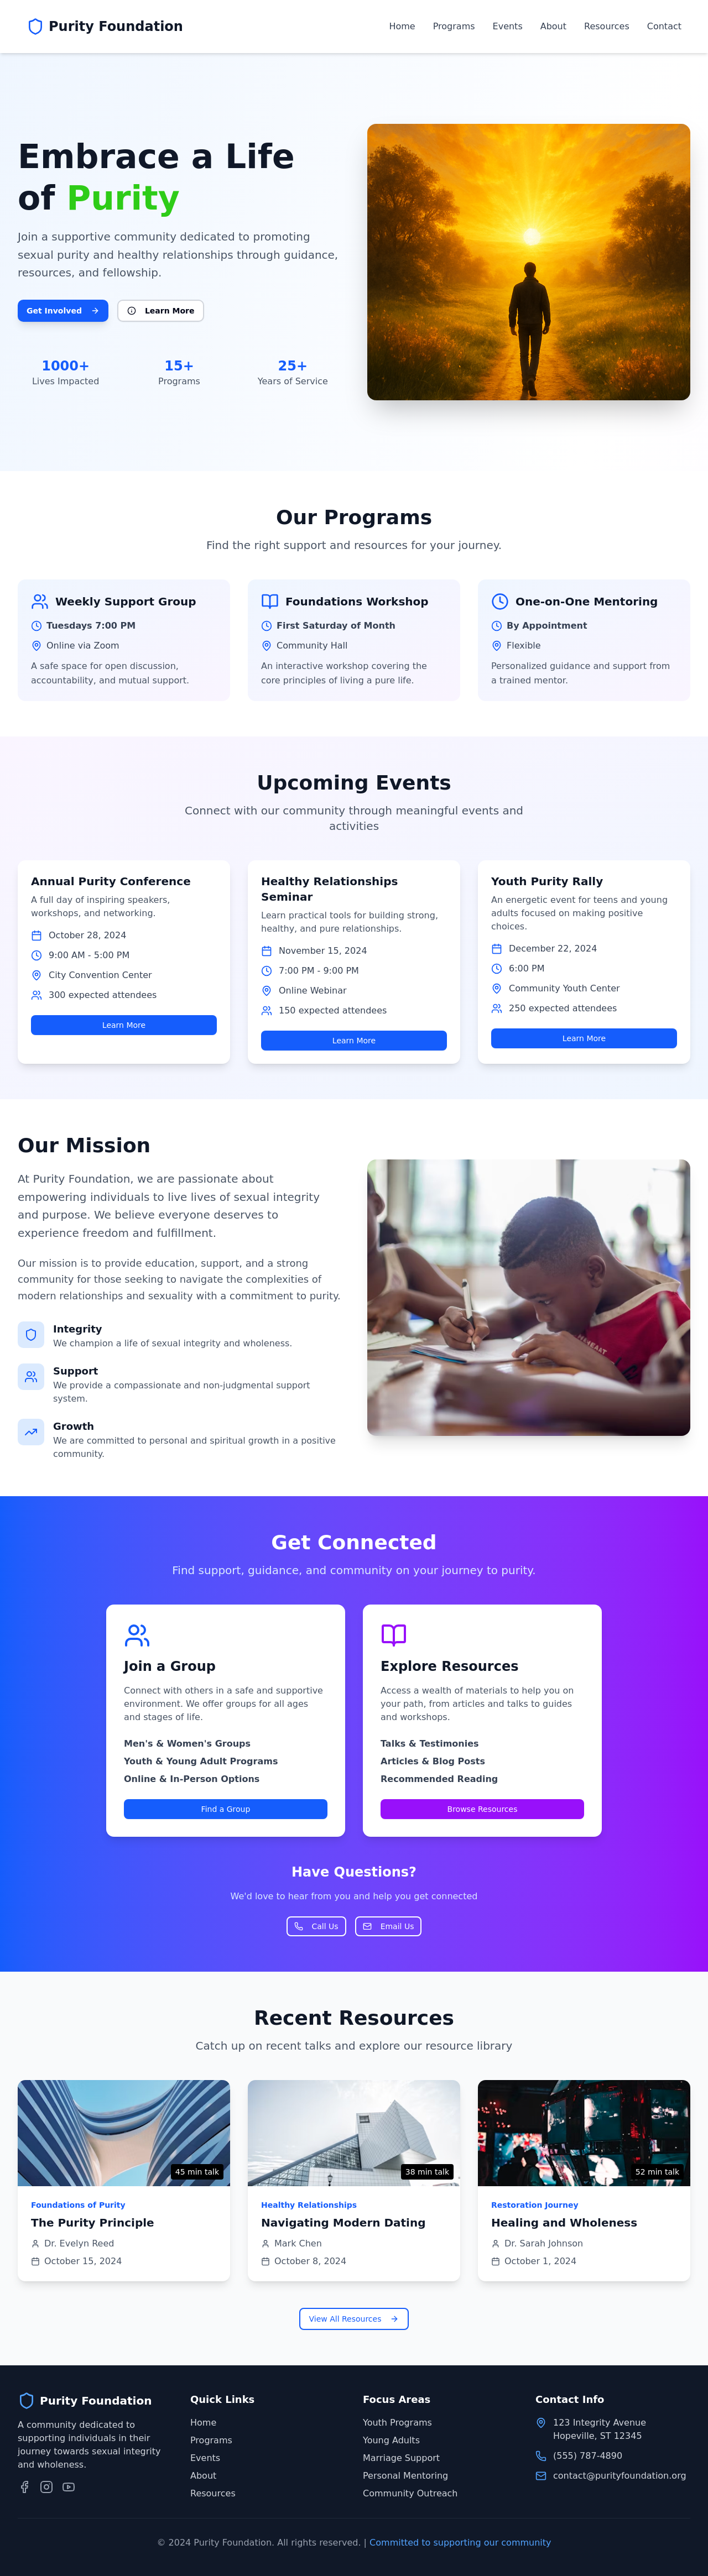 Purity Foundation
Home
Programs
Events
About
Resources
Contact
Embrace a Life
of Purity
Join a supportive community dedicated to promoting
sexual purity and healthy relationships through guidance,
resources, and fellowship.
Get Involved
Learn More
1000+
Lives Impacted
15+
Programs
25+
Years of Service
Our Programs
Find the right support and resources for your journey.
Weekly Support Group
Tuesdays 7:00 PM
Online via Zoom
A safe space for open discussion,
accountability, and mutual support.
Foundations Workshop
First Saturday of Month
Community Hall
An interactive workshop covering the
core principles of living a pure life.
One-on-One Mentoring
By Appointment
Flexible
Personalized guidance and support from
a trained mentor.
Upcoming Events
Connect with our community through meaningful events and
activities
Annual Purity Conference
A full day of inspiring speakers,
workshops, and networking.
October 28, 2024
9:00 AM - 5:00 PM
City Convention Center
300 expected attendees
Learn More
Healthy Relationships
Seminar
Learn practical tools for building strong,
healthy, and pure relationships.
November 15, 2024
7:00 PM - 9:00 PM
Online Webinar
150 expected attendees
Learn More
Youth Purity Rally
An energetic event for teens and young
adults focused on making positive
choices.
December 22, 2024
6:00 PM
Community Youth Center
250 expected attendees
Learn More
Our Mission
At Purity Foundation, we are passionate about
empowering individuals to live lives of sexual integrity
and purpose. We believe everyone deserves to
experience freedom and fulfillment.
Our mission is to provide education, support, and a strong
community for those seeking to navigate the complexities of
modern relationships and sexuality with a commitment to purity.
Integrity
We champion a life of sexual integrity and wholeness.
Support
We provide a compassionate and non-judgmental support
system.
Growth
We are committed to personal and spiritual growth in a positive
community.
Get Connected
Find support, guidance, and community on your journey to purity.
Join a Group
Connect with others in a safe and supportive
environment. We offer groups for all ages
and stages of life.
Men's & Women's Groups
Youth & Young Adult Programs
Online & In-Person Options
Find a Group
Explore Resources
Access a wealth of materials to help you on
your path, from articles and talks to guides
and workshops.
Talks & Testimonies
Articles & Blog Posts
Recommended Reading
Browse Resources
Have Questions?
We'd love to hear from you and help you get connected
Call Us
Email Us
Recent Resources
Catch up on recent talks and explore our resource library
45 min talk
Foundations of Purity
The Purity Principle
Dr. Evelyn Reed
October 15, 2024
38 min talk
Healthy Relationships
Navigating Modern Dating
Mark Chen
October 8, 2024
52 min talk
Restoration Journey
Healing and Wholeness
Dr. Sarah Johnson
October 1, 2024
View All Resources
Purity Foundation
A community dedicated to
supporting individuals in their
journey towards sexual integrity
and wholeness.
Quick Links
Home
Programs
Events
About
Resources
Focus Areas
Youth Programs
Young Adults
Marriage Support
Personal Mentoring
Community Outreach
Contact Info
123 Integrity Avenue
Hopeville, ST 12345
(555) 787-4890
contact@purityfoundation.org
© 2024 Purity Foundation. All rights reserved. | Committed to supporting our community